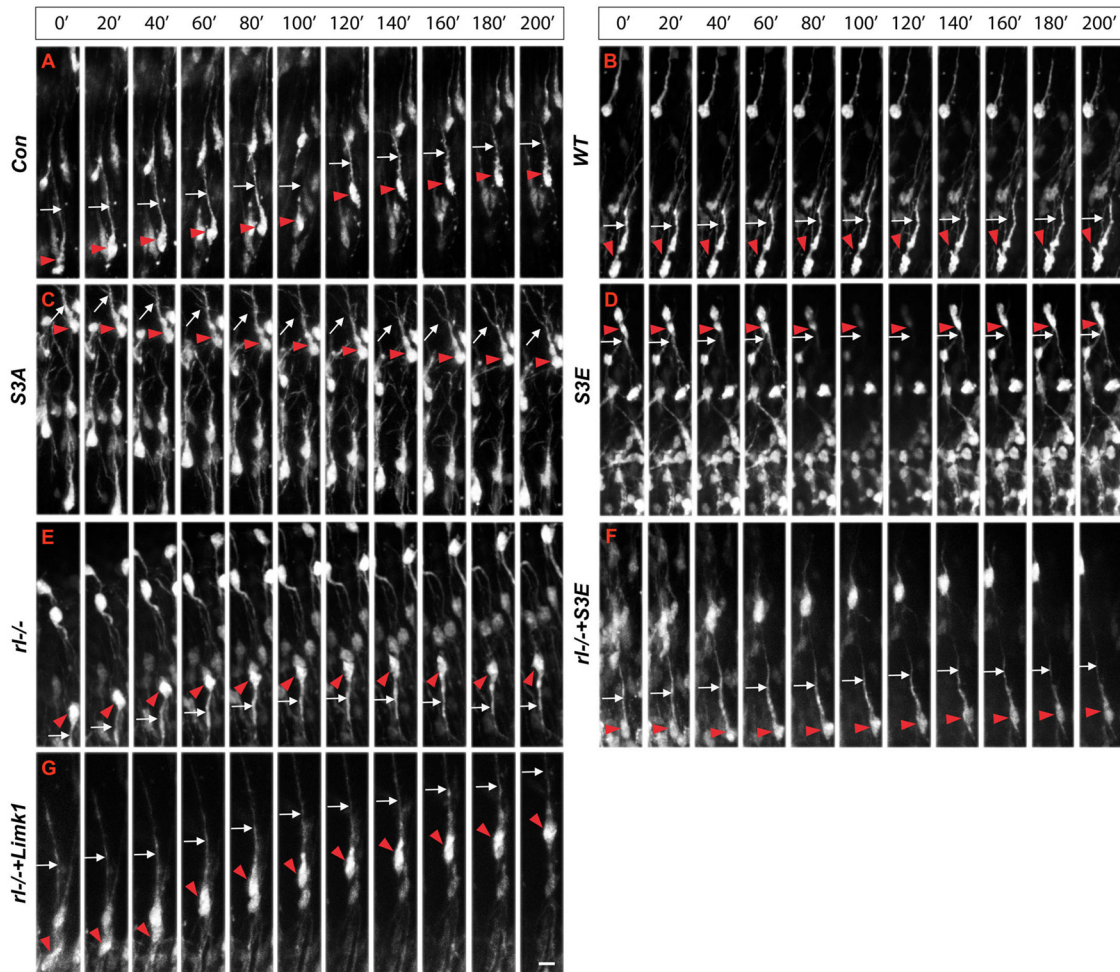 0′ 20′ 40′ 60′ 80′ 100′ 120′ 140′ 160′ 180′ 200′
0′ 20′ 40′ 60′ 80′ 100′ 120′ 140′ 160′ 180′ 200′
A
Con
B
WT
C
S3A
D
S3E
E
rl-/-
F
rl-/-+S3E
G
rl-/-+Limk1